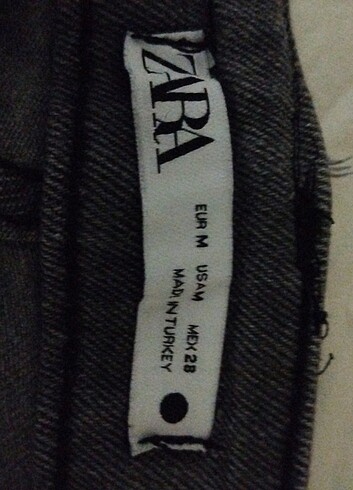 ZARA
EUR M USA M MEX 28
MADE IN TURKEY